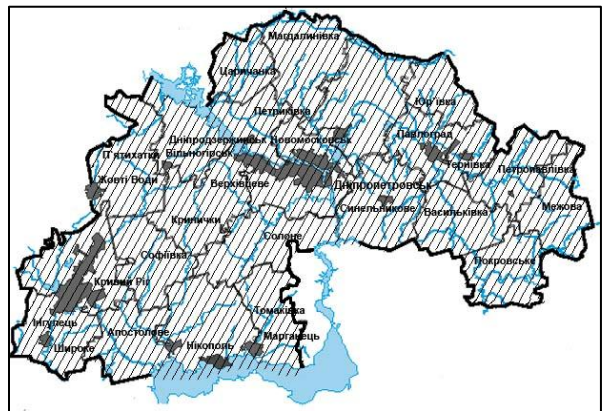 Магдалинівка
Царичанка
Юр'ївка
Петриківка
Дніпродзержинськ
Новомосковськ
Павлоград
П'ятихатки
Вільногірськ
Тернівка
Петропавлівка
Жовті Води
Верхівцеве
Дніпропетровськ
Межова
Синельникове
Васильківка
Кринички
Солоне
Софіївка
Покровське
Кривий Ріг
Томаківка
Інгулець
Апостолове
Марганець
Широке
Нікополь